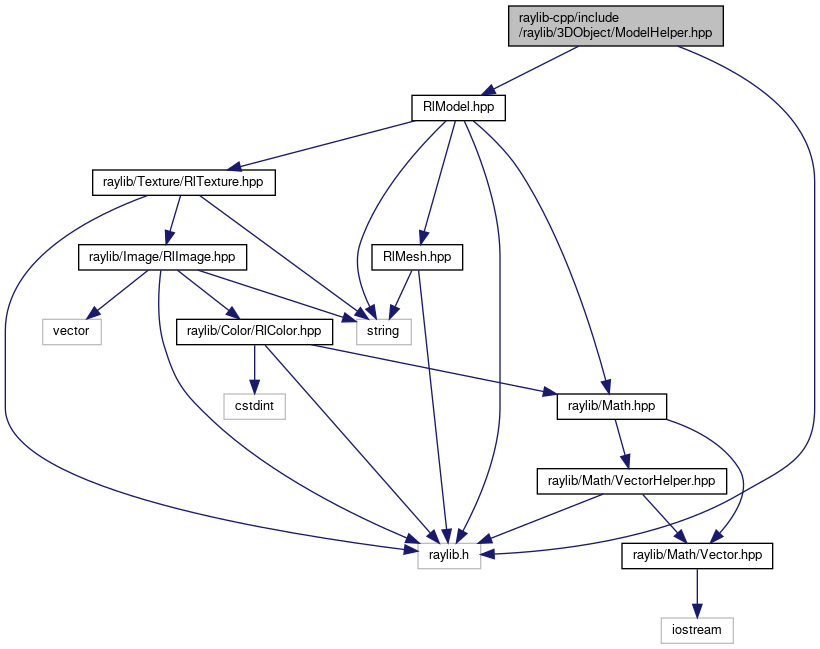 raylib-cpp/include
/raylib/3DObject/ModelHelper.hpp
RlModel.hpp
raylib/Texture/RlTexture.hpp
raylib/Image/RlImage.hpp
RlMesh.hpp
vector
raylib/Color/RlColor.hpp
string
cstdint
raylib/Math.hpp
raylib/Math/VectorHelper.hpp
raylib.h
raylib/Math/Vector.hpp
iostream